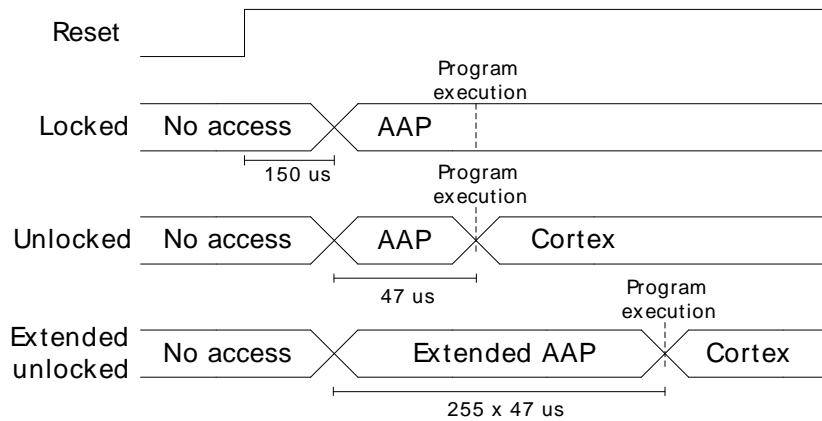 Reset
Program
execution
Locked
No access
AAP
150 us
Program
execution
Unlocked
No access
AAP
Cortex
47 us
Program
execution
Extended
unlocked
No access
Extended AAP
Cortex
255 x 47 us